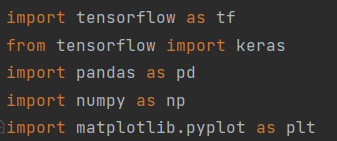 import tensorflow as tf
from tensorflow import keras
import pandas as pd
import numpy as np
import matplotlib.pyplot as plt